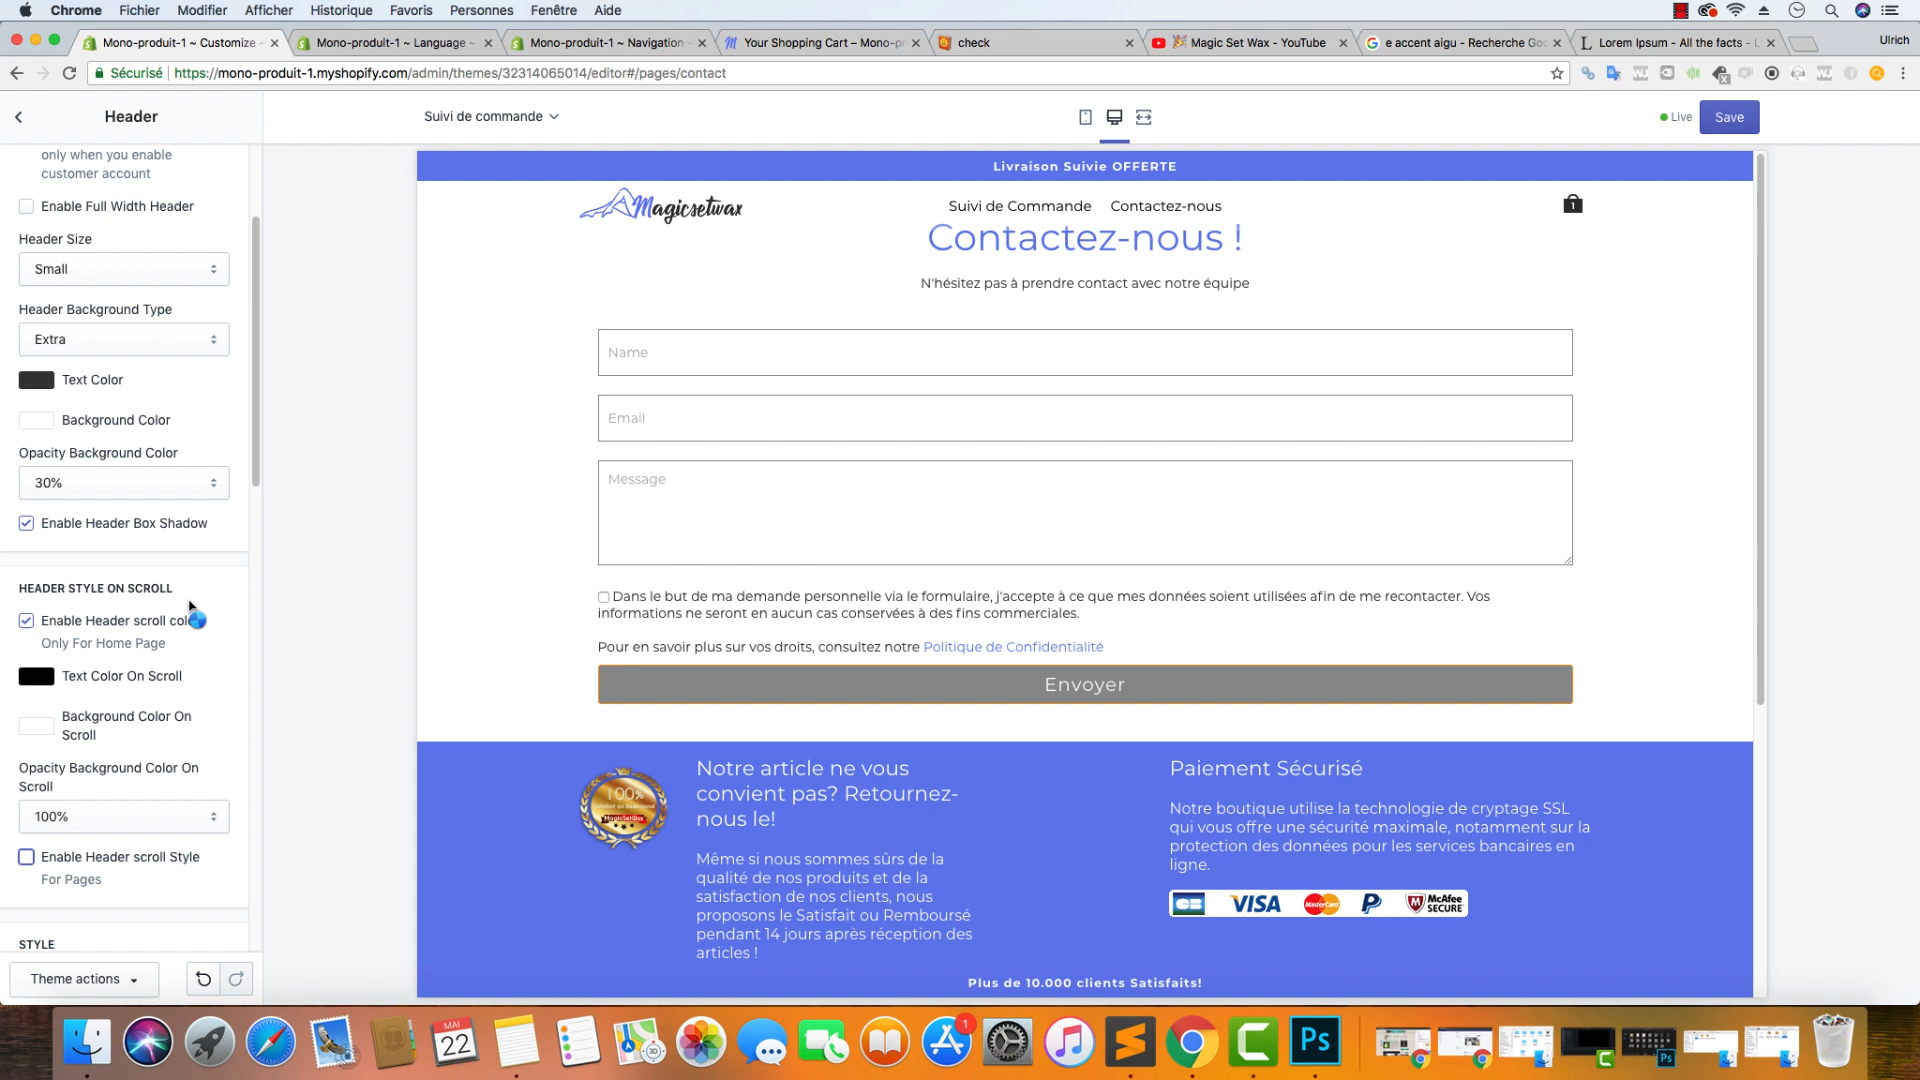 Chrome Fichier Modifier Afficher Historique Favoris Personnes Fenêtre Aide
Mono-produit-1 ~ Customize Mono-produit-1 ~ Language Mono-produit-1 ~ Navigation Your Shopping Cart – Mono-p check Magic Set Wax - YouTube e accent aigu - Recherche Goo Lorem Ipsum - All the facts - L Ulrich
Sécurisé https://mono-produit-1.myshopify.com/admin/themes/32314065014/editor#/pages/contact
Header
Suivi de commande
Live
Save
only when you enable
customer account
Enable Full Width Header
Header Size
Small
Header Background Type
Extra
Text Color
Background Color
Opacity Background Color
30%
Enable Header Box Shadow
HEADER STYLE ON SCROLL
Enable Header scroll col
Only For Home Page
Text Color On Scroll
Background Color On
Scroll
Opacity Background Color On
Scroll
100%
Enable Header scroll Style
For Pages
STYLE
Theme actions
Livraison Suivie OFFERTE
Magicsetwax
Suivi de Commande Contactez-nous
1
Contactez-nous !
N'hésitez pas à prendre contact avec notre équipe
Name
Email
Message
Dans le but de ma demande personnelle via le formulaire, j'accepte à ce que mes données soient utilisées afin de me recontacter. Vos
informations ne seront en aucun cas conservées à des fins commerciales.
Pour en savoir plus sur vos droits, consultez notre Politique de Confidentialité
Envoyer
100%
MagicSetWax
Notre article ne vous
convient pas? Retournez-
nous le!
Même si nous sommes sûrs de la
qualité de nos produits et de la
satisfaction de nos clients, nous
proposons le Satisfait ou Remboursé
pendant 14 jours après réception des
articles !
Paiement Sécurisé
Notre boutique utilise la technologie de cryptage SSL
qui vous offre une sécurité maximale, notamment sur la
protection des données pour les services bancaires en
ligne.
CB VISA MasterCard P McAfee
SECURE
Plus de 10.000 clients Satisfaits!
MAI
22
3D
1
Ps